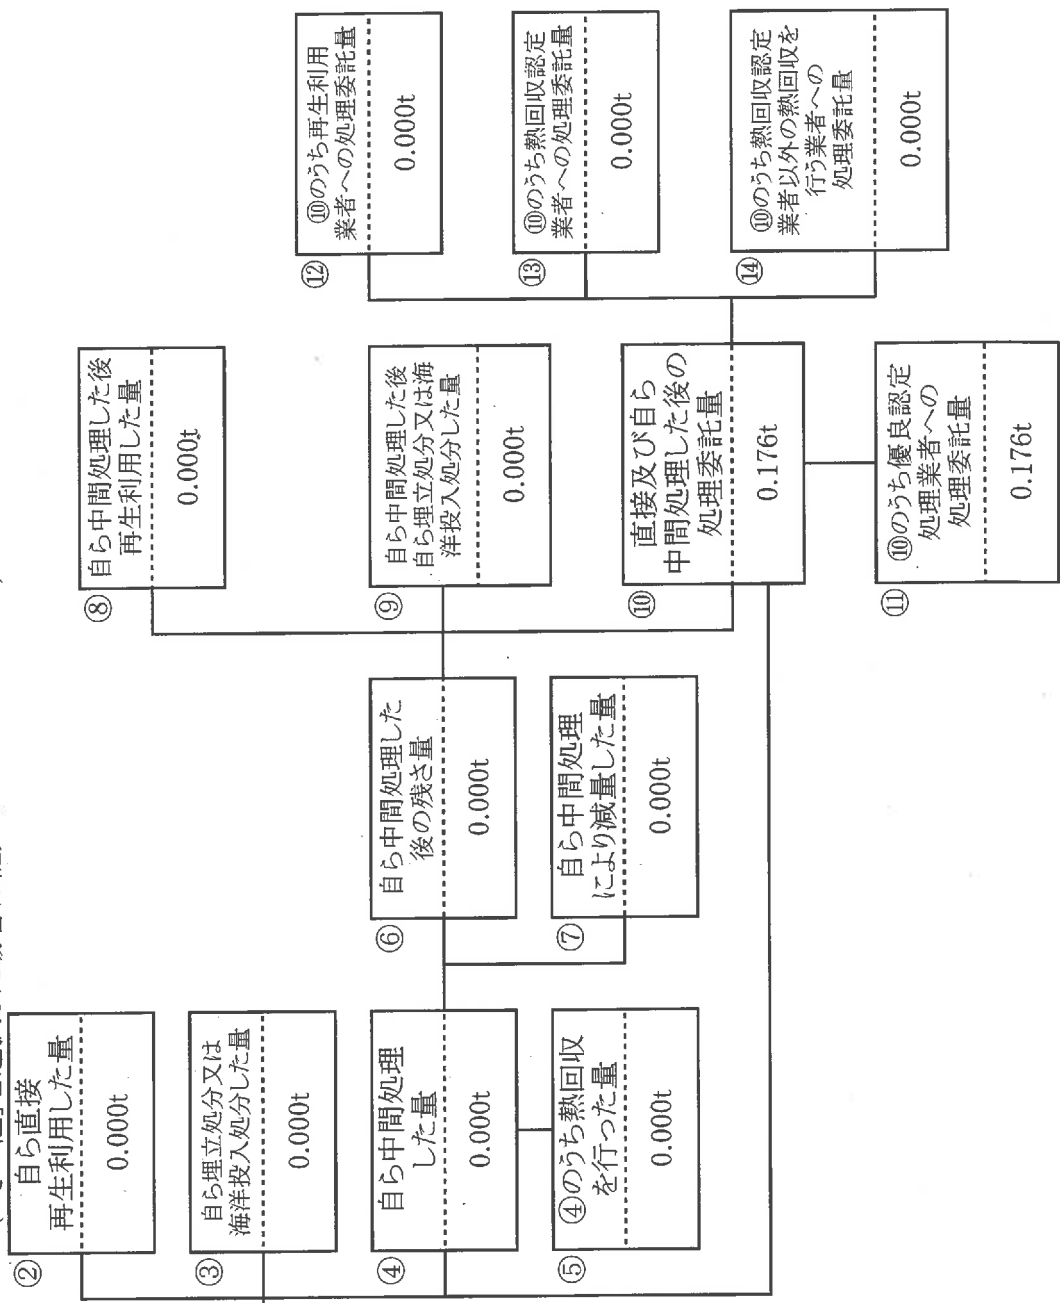 ②
自ら直接
再生利用した量
0.000t
③
自ら埋立処分又は
海洋投入処分した量
0.000t
④
自ら中間処理
した量
0.000t
⑤
④のうち熱回収
を行った量
0.000t
⑥
自ら中間処理した
後の残さ量
0.000t
⑦
自ら中間処理
により減量した量
0.000t
⑧
自ら中間処理した後
再生利用した量
0.000t
⑨
自ら中間処理した後
自ら埋立処分又は海
洋投入処分した量
0.000t
⑩
直接及び自ら
中間処理した後の
処理委託量
0.176t
⑪
⑩のうち優良認定
処理業者への
処理委託量
0.176t
⑫
⑩のうち再生利用
業者への処理委託量
0.000t
⑬
⑩のうち熱回収認定
業者への処理委託量
0.000t
⑭
⑩のうち熱回収認定
業者以外の熱回収を
行う業者への
処理委託量
0.000t